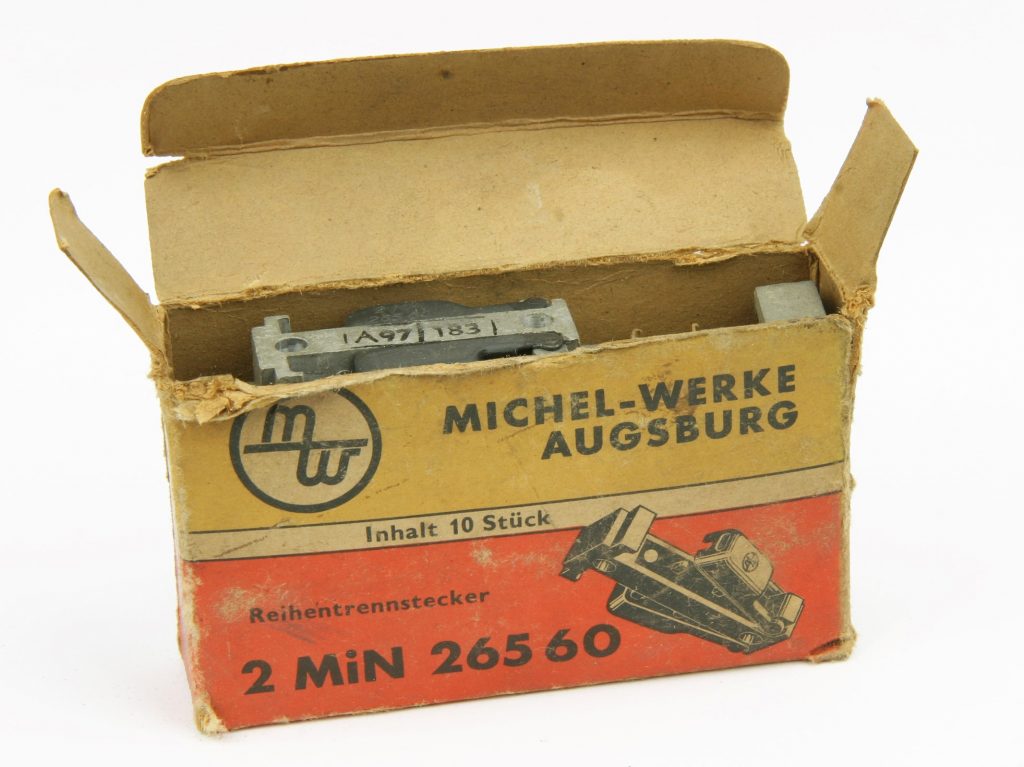 A97 183
mw
MICHEL-WERKE
AUGSBURG
Inhalt 10 Stück
Reihentrennstecker
2 MiN 265 60